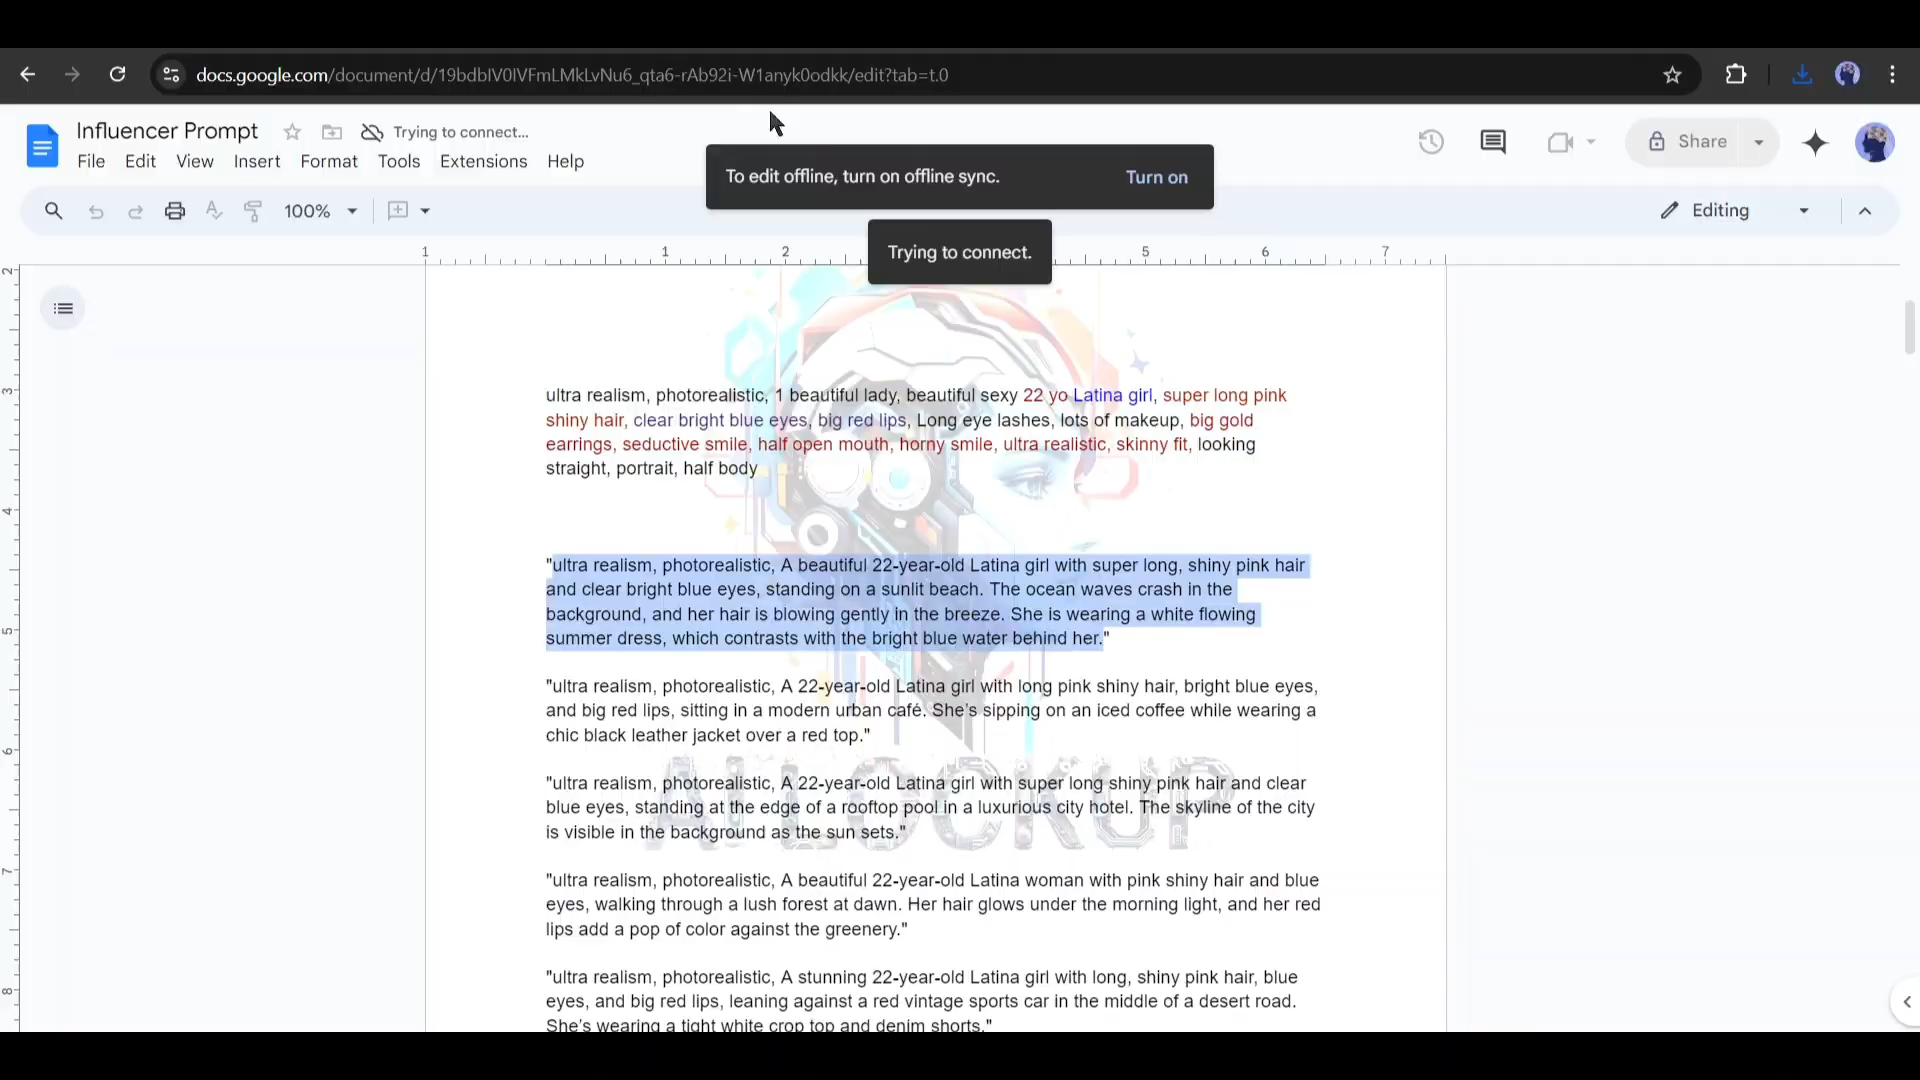 docs.google.com/document/d/19bdbIV0IVFmLMkLvNu6_qta6-rAb92i-W1anyk0odkk/edit?tab=t.0
Influencer Prompt
Trying to connect...
File Edit View Insert Format Tools Extensions Help
Share
To edit offline, turn on offline sync. Turn on
100%
Editing
Trying to connect.
1 1 2 5 6 7
2
3
4
5
6
7
8
ultra realism, photorealistic, 1 beautiful lady, beautiful sexy 22 yo Latina girl, super long pink
shiny hair, clear bright blue eyes, big red lips, Long eye lashes, lots of makeup, big gold
earrings, seductive smile, half open mouth, horny smile, ultra realistic, skinny fit, looking
straight, portrait, half body
"ultra realism, photorealistic, A beautiful 22-year-old Latina girl with super long, shiny pink hair
and clear bright blue eyes, standing on a sunlit beach. The ocean waves crash in the
background, and her hair is blowing gently in the breeze. She is wearing a white flowing
summer dress, which contrasts with the bright blue water behind her."
"ultra realism, photorealistic, A 22-year-old Latina girl with long pink shiny hair, bright blue eyes,
and big red lips, sitting in a modern urban café. She's sipping on an iced coffee while wearing a
chic black leather jacket over a red top."
"ultra realism, photorealistic, A 22-year-old Latina girl with super long shiny pink hair and clear
blue eyes, standing at the edge of a rooftop pool in a luxurious city hotel. The skyline of the city
is visible in the background as the sun sets."
AILOCKUP
"ultra realism, photorealistic, A beautiful 22-year-old Latina woman with pink shiny hair and blue
eyes, walking through a lush forest at dawn. Her hair glows under the morning light, and her red
lips add a pop of color against the greenery."
"ultra realism, photorealistic, A stunning 22-year-old Latina girl with long, shiny pink hair, blue
eyes, and big red lips, leaning against a red vintage sports car in the middle of a desert road.
She's wearing a tight white crop top and denim shorts."